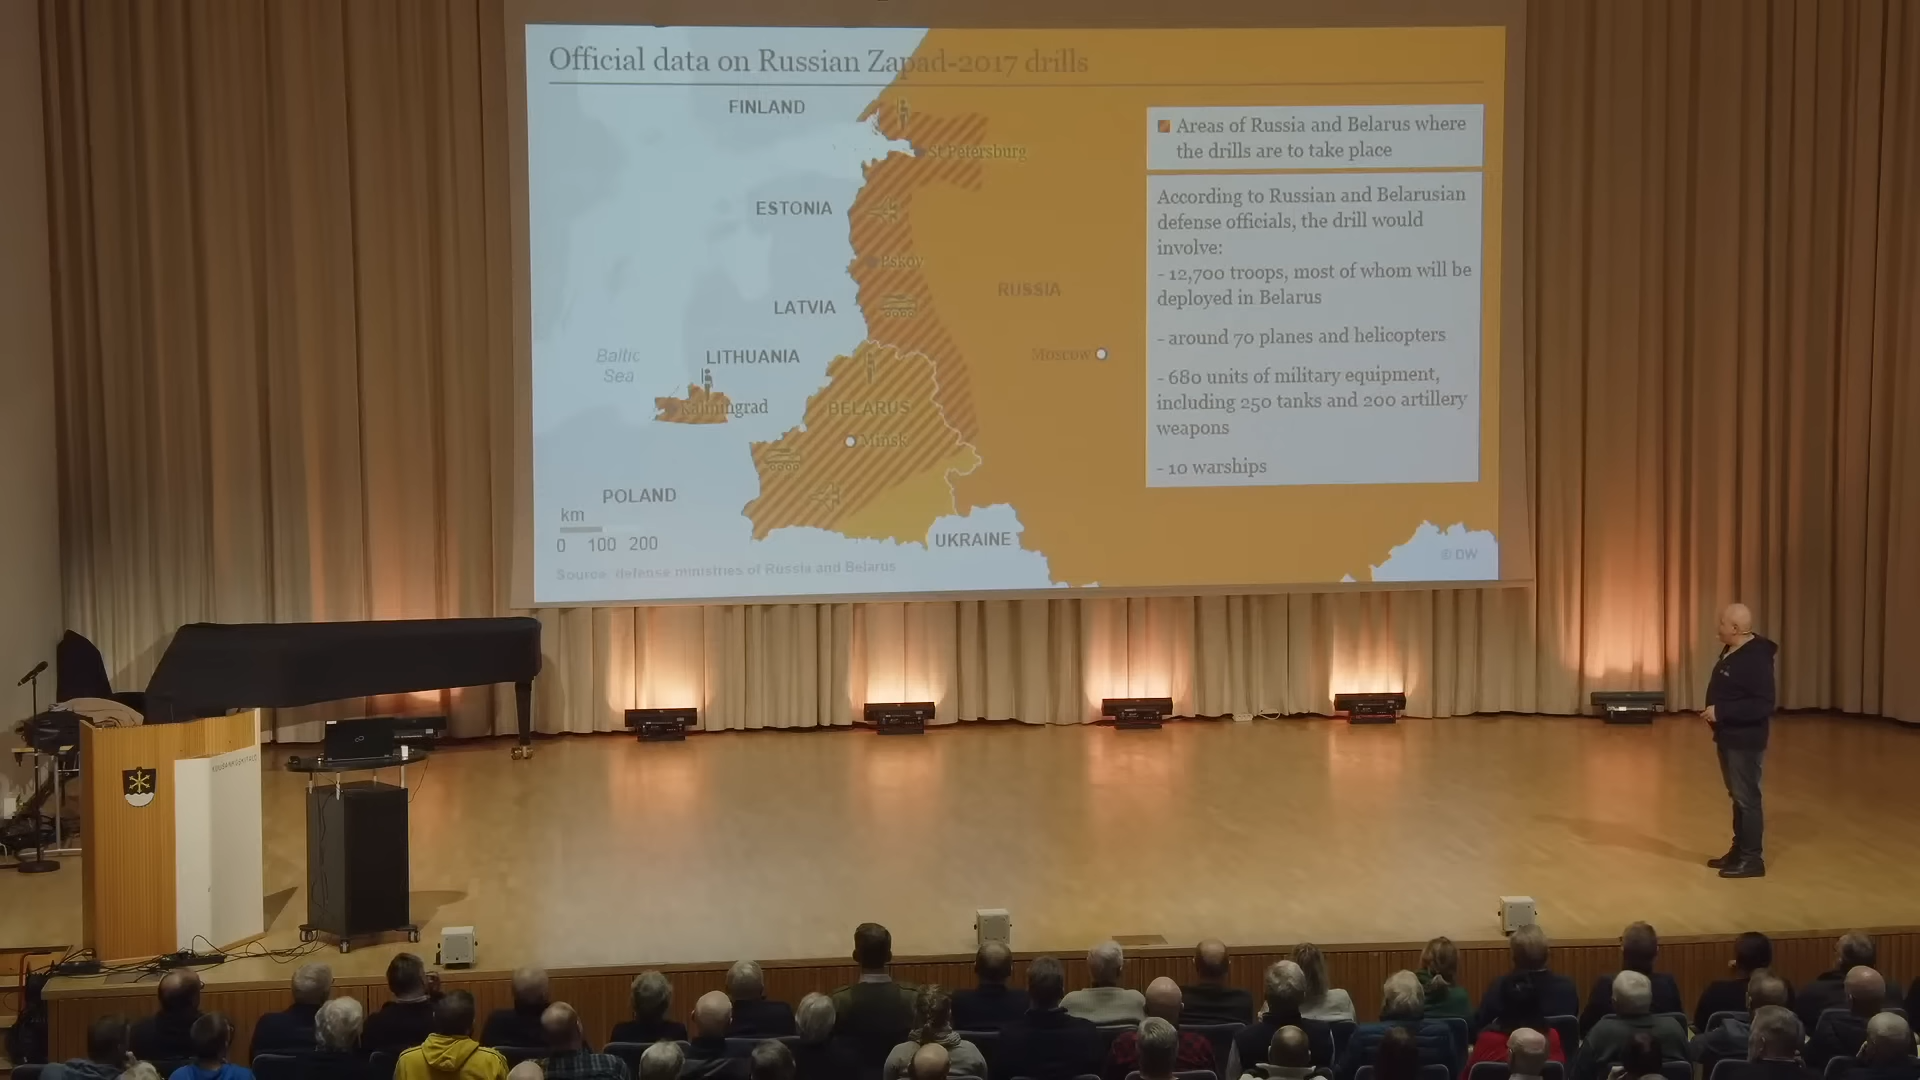 Official data on Russian Zapad-2017 drills
FINLAND
St Petersburg
ESTONIA
Pskov
RUSSIA
LATVIA
Moscow
Baltic
Sea
LITHUANIA
Kaliningrad
BELARUS
Minsk
POLAND
km
0 100 200
UKRAINE
Source: defense ministries of Russia and Belarus
Areas of Russia and Belarus where
the drills are to take place
According to Russian and Belarusian
defense officials, the drill would
involve:
- 12,700 troops, most of whom will be
deployed in Belarus
- around 70 planes and helicopters
- 680 units of military equipment,
including 250 tanks and 200 artillery
weapons
- 10 warships
© DW